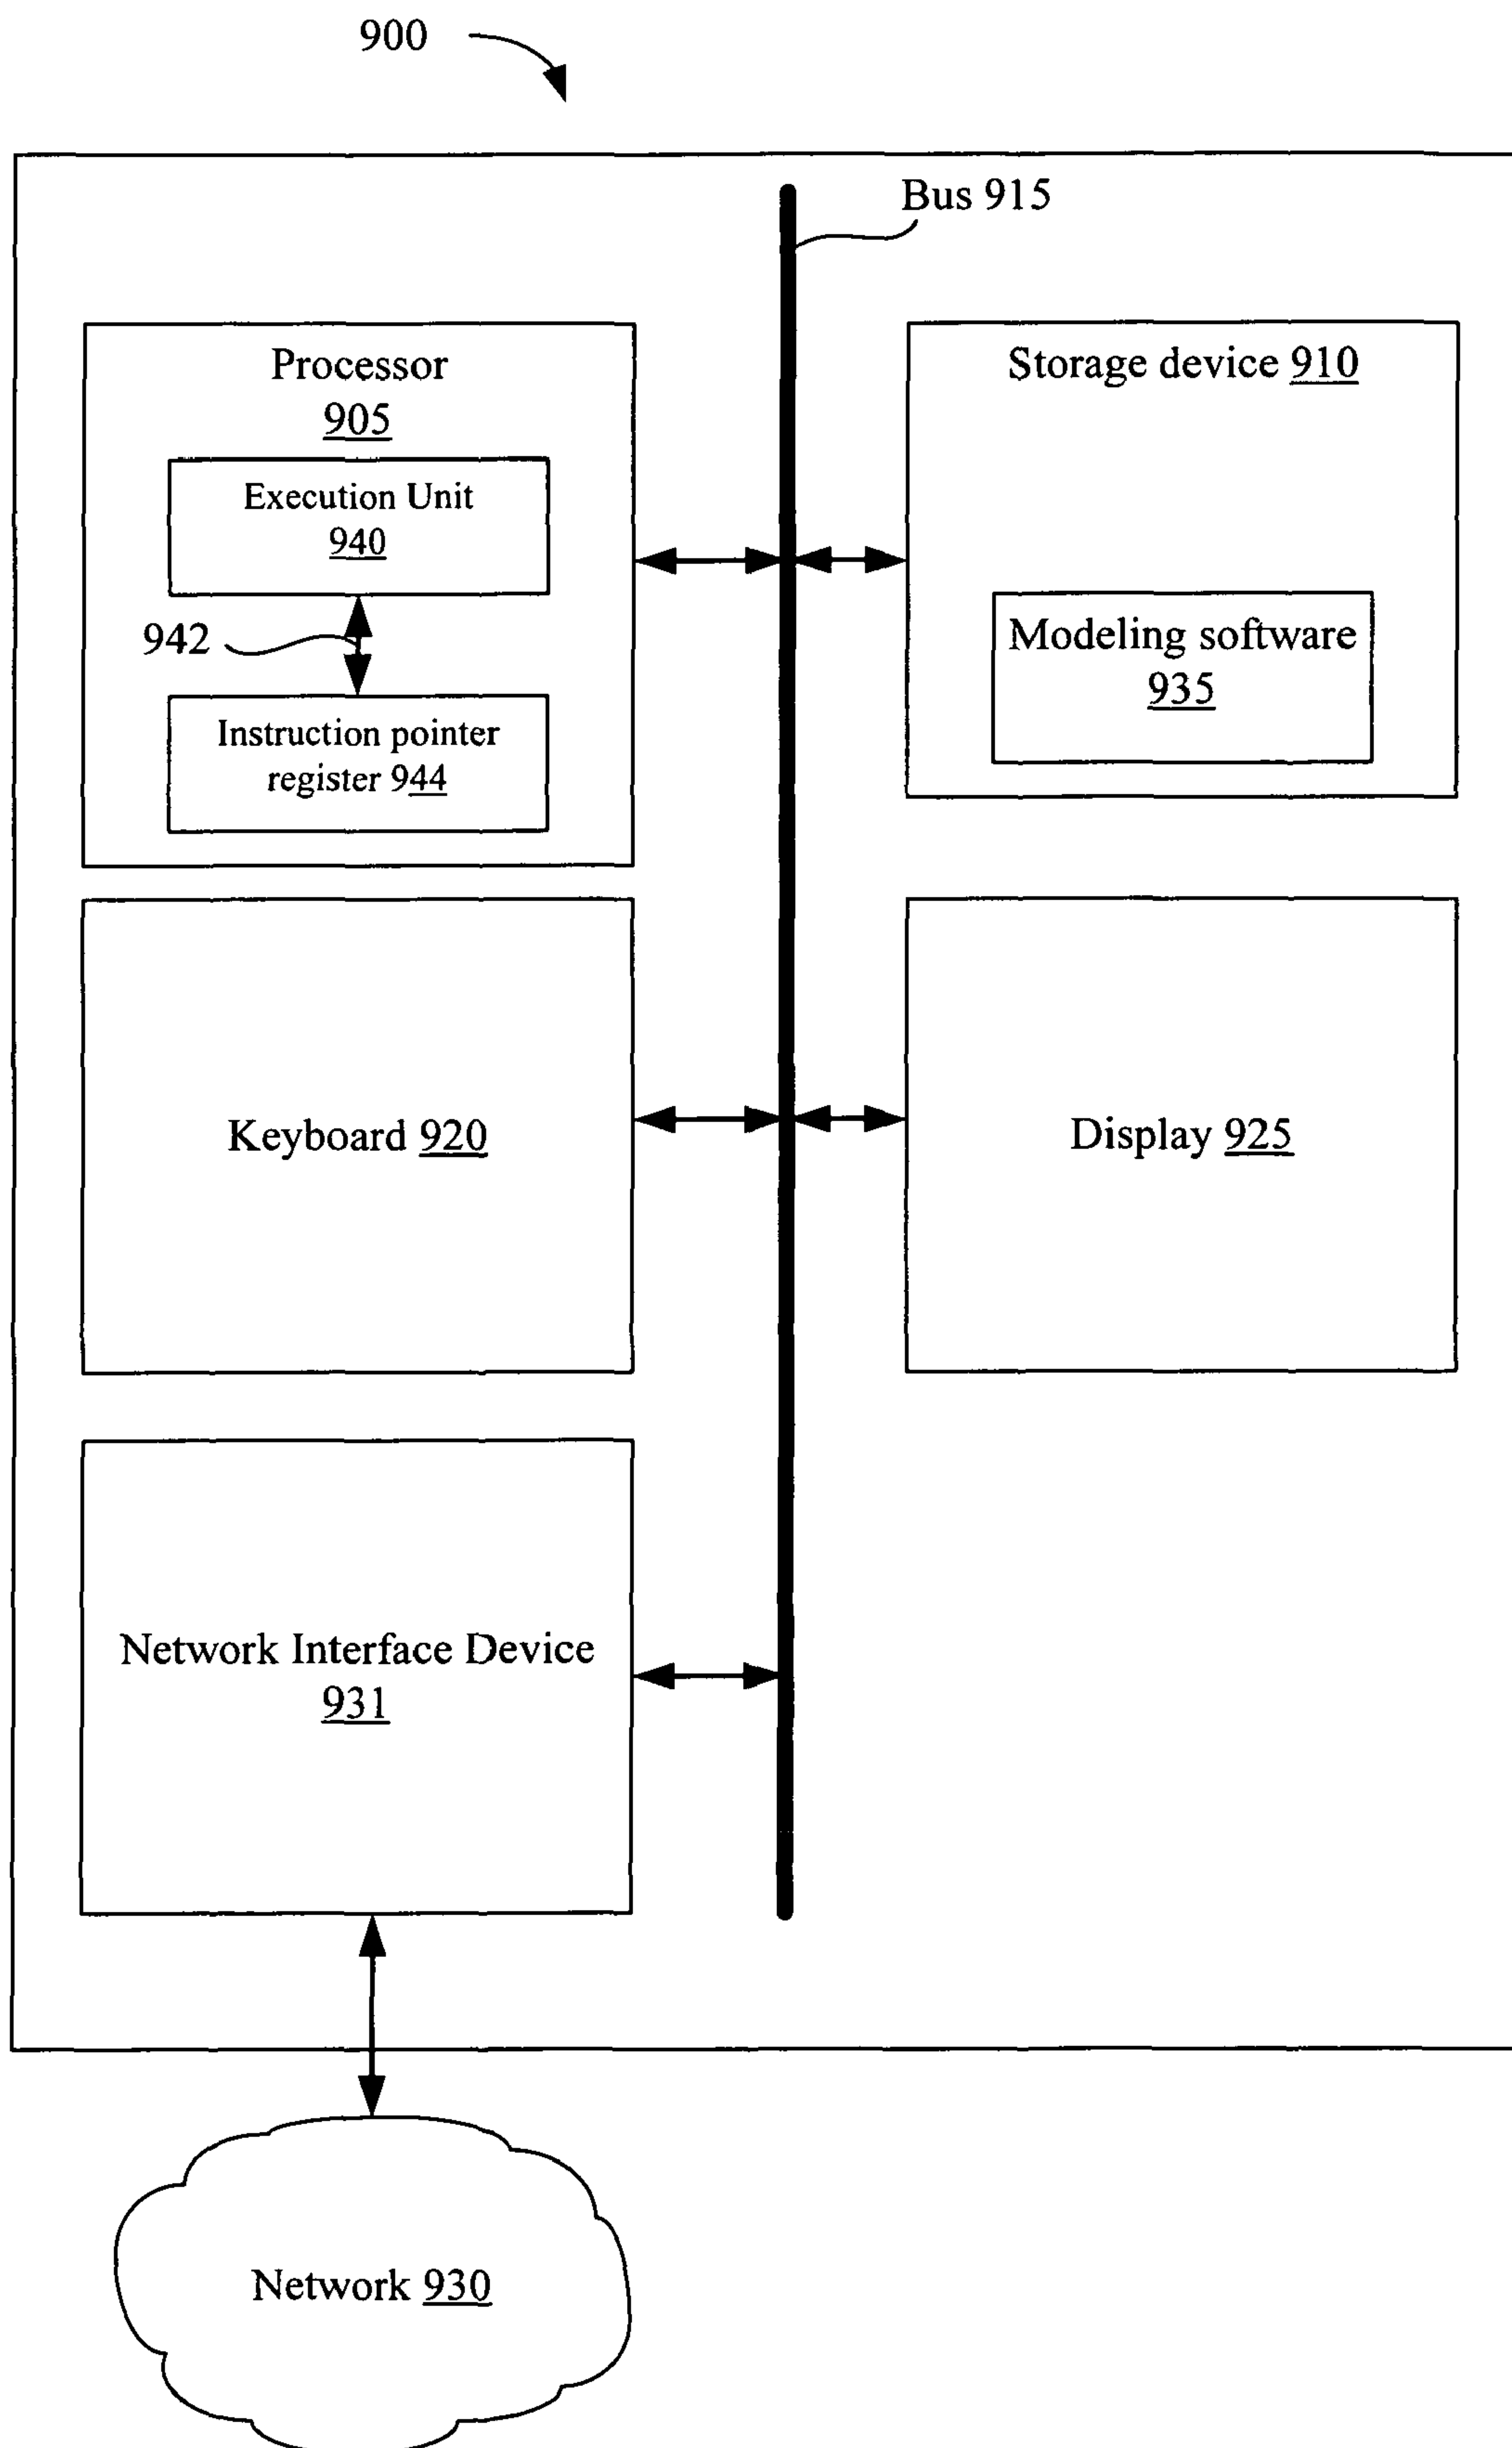 900
Bus 915
Processor
905
Execution Unit
940
942
Instruction pointer
register 944
Storage device 910
Modeling software
935
Keyboard 920
Display 925
Network Interface Device
931
Network 930